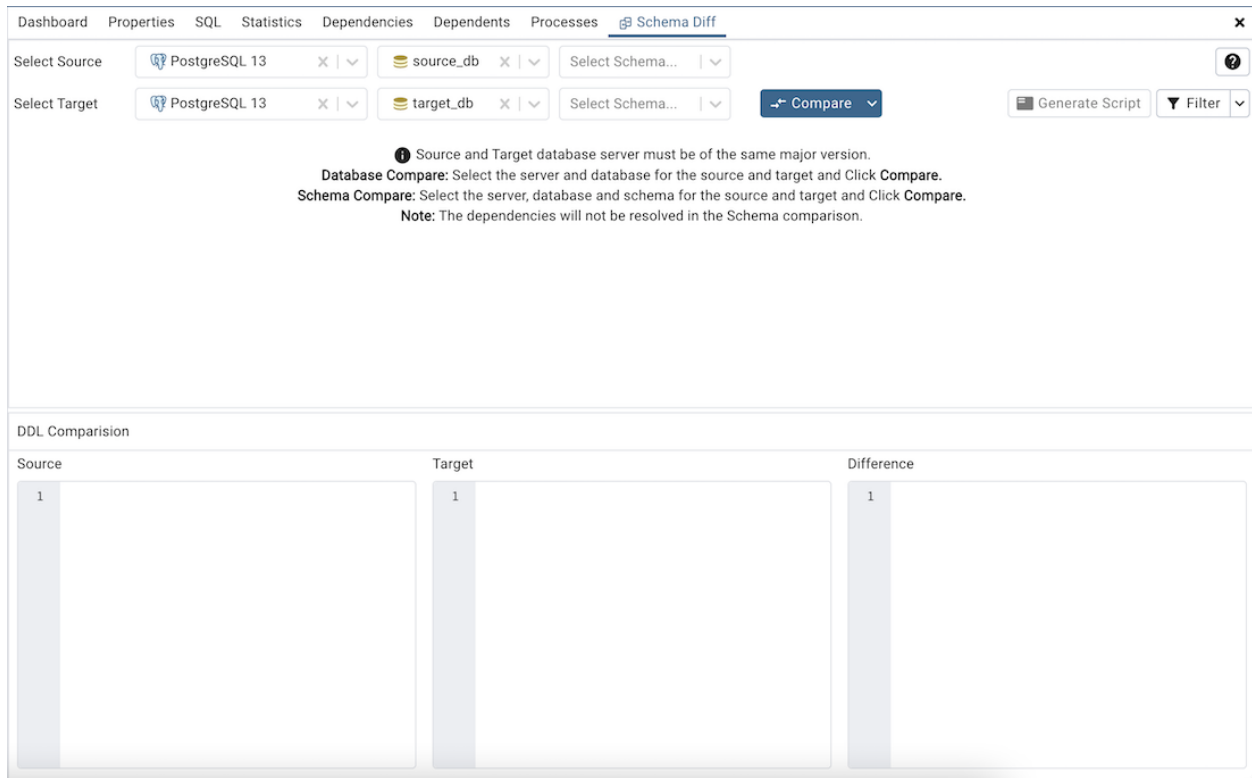 Dashboard Properties SQL Statistics Dependencies Dependents Processes Schema Diff
Select Source PostgreSQL 13 source_db Select Schema...
Select Target PostgreSQL 13 target_db Select Schema... Compare Generate Script Filter
Source and Target database server must be of the same major version.
Database Compare: Select the server and database for the source and target and Click Compare.
Schema Compare: Select the server, database and schema for the source and target and Click Compare.
Note: The dependencies will not be resolved in the Schema comparison.
DDL Comparision
Source Target Difference
1 1 1